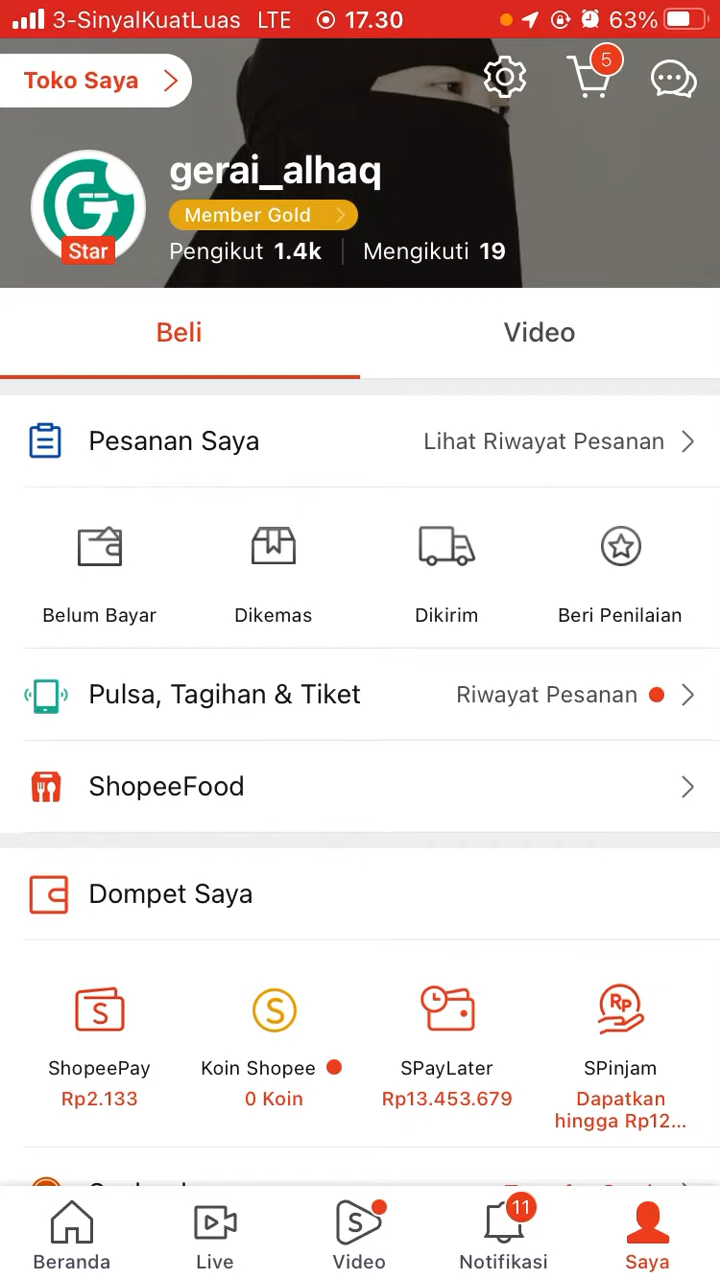 3-SinyalKuatLuas LTE 17.30 63%
Toko Saya
5
gerai_alhaq
Member Gold
Star
Pengikut 1.4k Mengikuti 19
Beli Video
Pesanan Saya Lihat Riwayat Pesanan
Belum Bayar Dikemas Dikirim Beri Penilaian
Pulsa, Tagihan & Tiket Riwayat Pesanan
ShopeeFood
Dompet Saya
ShopeePay Koin Shopee SPayLater SPinjam
Rp2.133 0 Koin Rp13.453.679 Dapatkan
hingga Rp12...
11
Beranda Live Video Notifikasi Saya